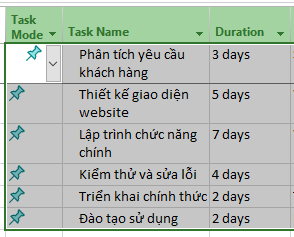 Task Mode
Task Name
Duration
Phân tích yêu cầu khách hàng
3 days
Thiết kế giao diện website
5 days
Lập trình chức năng chính
7 days
Kiểm thử và sửa lỗi
4 days
Triển khai chính thức
2 days
Đào tạo sử dụng
2 days